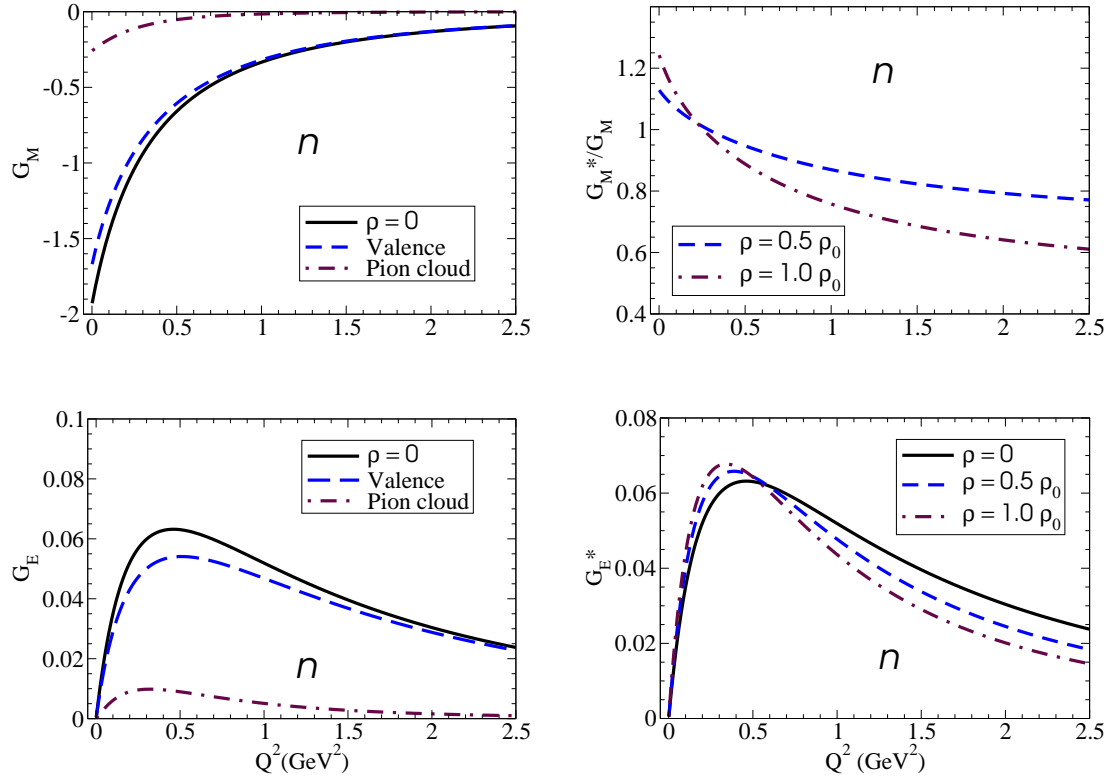 0
-0.5
-1
-1.5
-2
G_M
n
ρ = 0
Valence
Pion cloud
0 0.5 1 1.5 2 2.5
1.2
1
0.8
0.6
0.4
G_M*/G_M
n
ρ = 0.5 ρ_0
ρ = 1.0 ρ_0
0 0.5 1 1.5 2 2.5
0.1
0.08
0.06
0.04
0.02
0
G_E
ρ = 0
Valence
Pion cloud
n
0 0.5 1 1.5 2 2.5
Q^2(GeV^2)
0.08
0.06
0.04
0.02
0
G_E*
ρ = 0
ρ = 0.5 ρ_0
ρ = 1.0 ρ_0
n
0 0.5 1 1.5 2 2.5
Q^2(GeV^2)